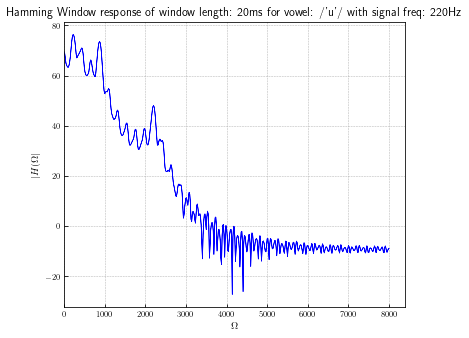 Hamming Window response of window length: 20ms for vowel: /'u'/ with signal freq: 220Hz
80
60
40
20
0
−20
|H(Ω|
0 1000 2000 3000 4000 5000 6000 7000 8000
Ω